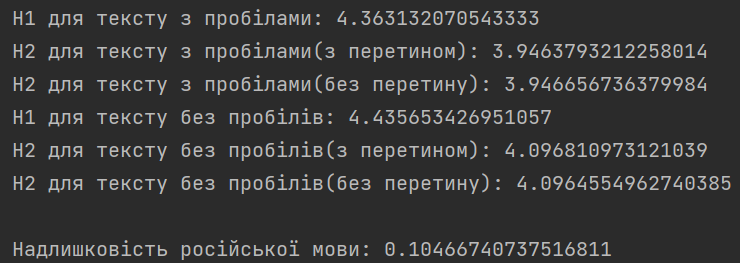 H1 для тексту з пробілами: 4.363132070543333
H2 для тексту з пробілами(з перетином): 3.9463793212258014
H2 для тексту з пробілами(без перетину): 3.946656736379984
H1 для тексту без пробілів: 4.435653426951057
H2 для тексту без пробілів(з перетином): 4.096810973121039
H2 для тексту без пробілів(без перетину): 4.0964554962740385
Надлишковість російської мови: 0.10466740737516811